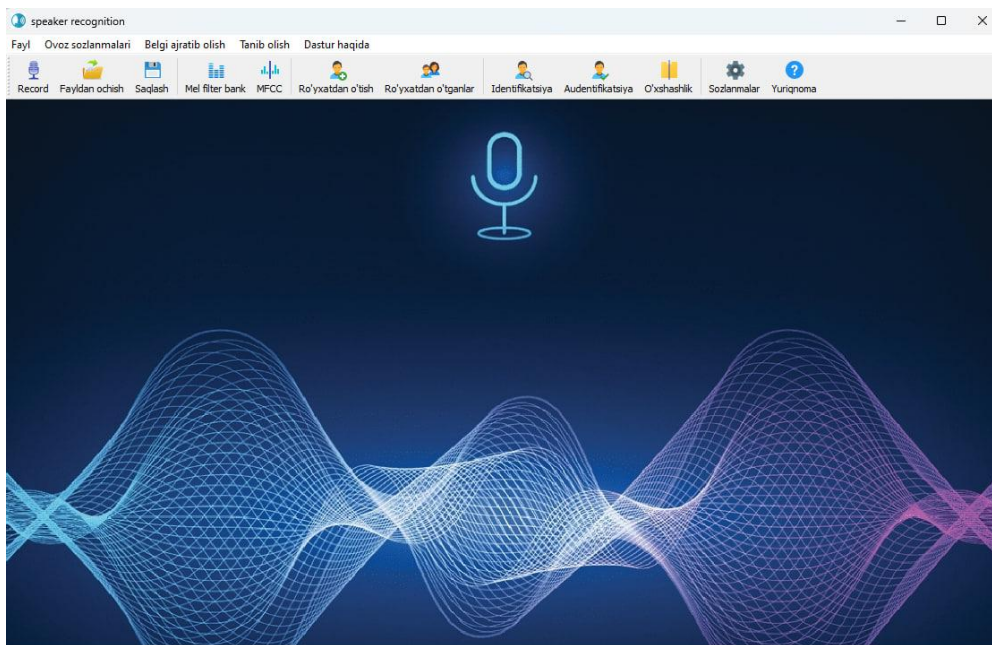 speaker recognition
Fayl Ovoz sozlanmalari Belgi ajratib olish Tanib olish Dastur haqida
Record Fayldan ochish Saqlash Mel filter bank MFCC Ro'yxatdan o'tish Ro'yxatdan o'tganlar Identifikatsiya Audentifikatsiya O'xshashlik Sozlanmalar Yuriqnoma